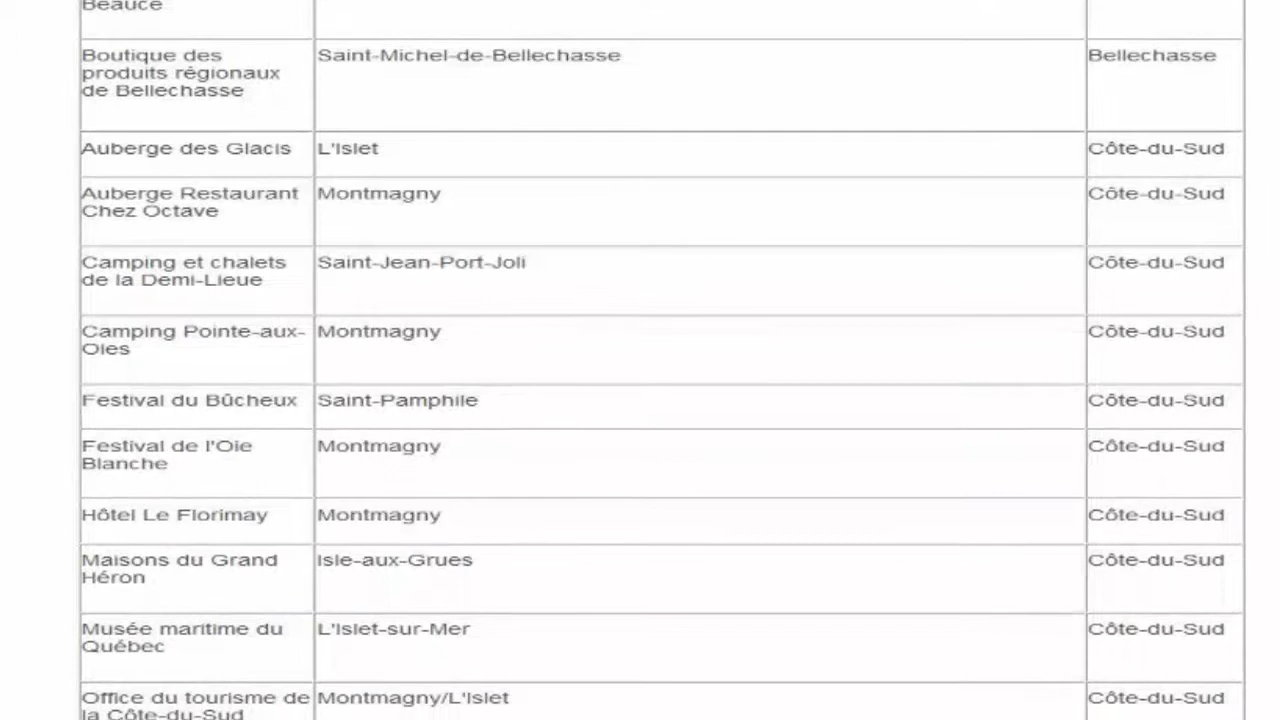 Beauce
Boutique des
produits régionaux
de Bellechasse
Saint-Michel-de-Bellechasse
Bellechasse
Auberge des Glacis
L'Islet
Côte-du-Sud
Auberge Restaurant
Chez Octave
Montmagny
Côte-du-Sud
Camping et chalets
de la Demi-Lieue
Saint-Jean-Port-Joli
Côte-du-Sud
Camping Pointe-aux-
Oies
Montmagny
Côte-du-Sud
Festival du Bûcheux
Saint-Pamphile
Côte-du-Sud
Festival de l'Oie
Blanche
Montmagny
Côte-du-Sud
Hôtel Le Florimay
Montmagny
Côte-du-Sud
Maisons du Grand
Héron
Isle-aux-Grues
Côte-du-Sud
Musée maritime du
Québec
L'Islet-sur-Mer
Côte-du-Sud
Office du tourisme de
la Côte-du-Sud
Montmagny/L'Islet
Côte-du-Sud